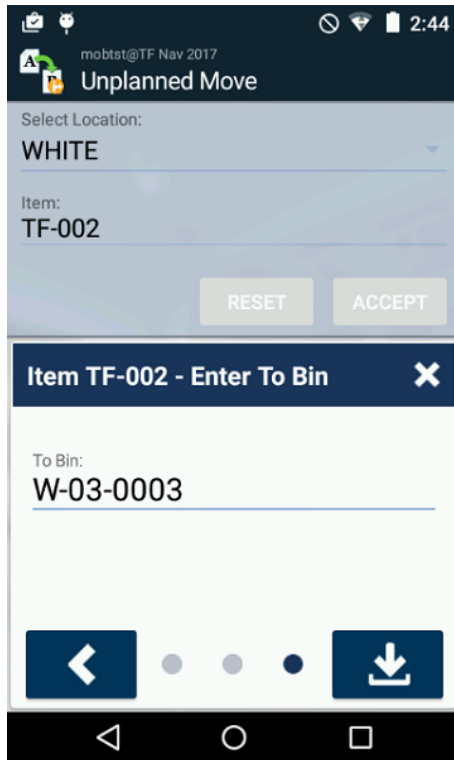 2:44
mobtst@TF Nav 2017
Unplanned Move
Select Location:
WHITE
Item:
TF-002
RESET ACCEPT
Item TF-002 - Enter To Bin
To Bin:
W-03-0003